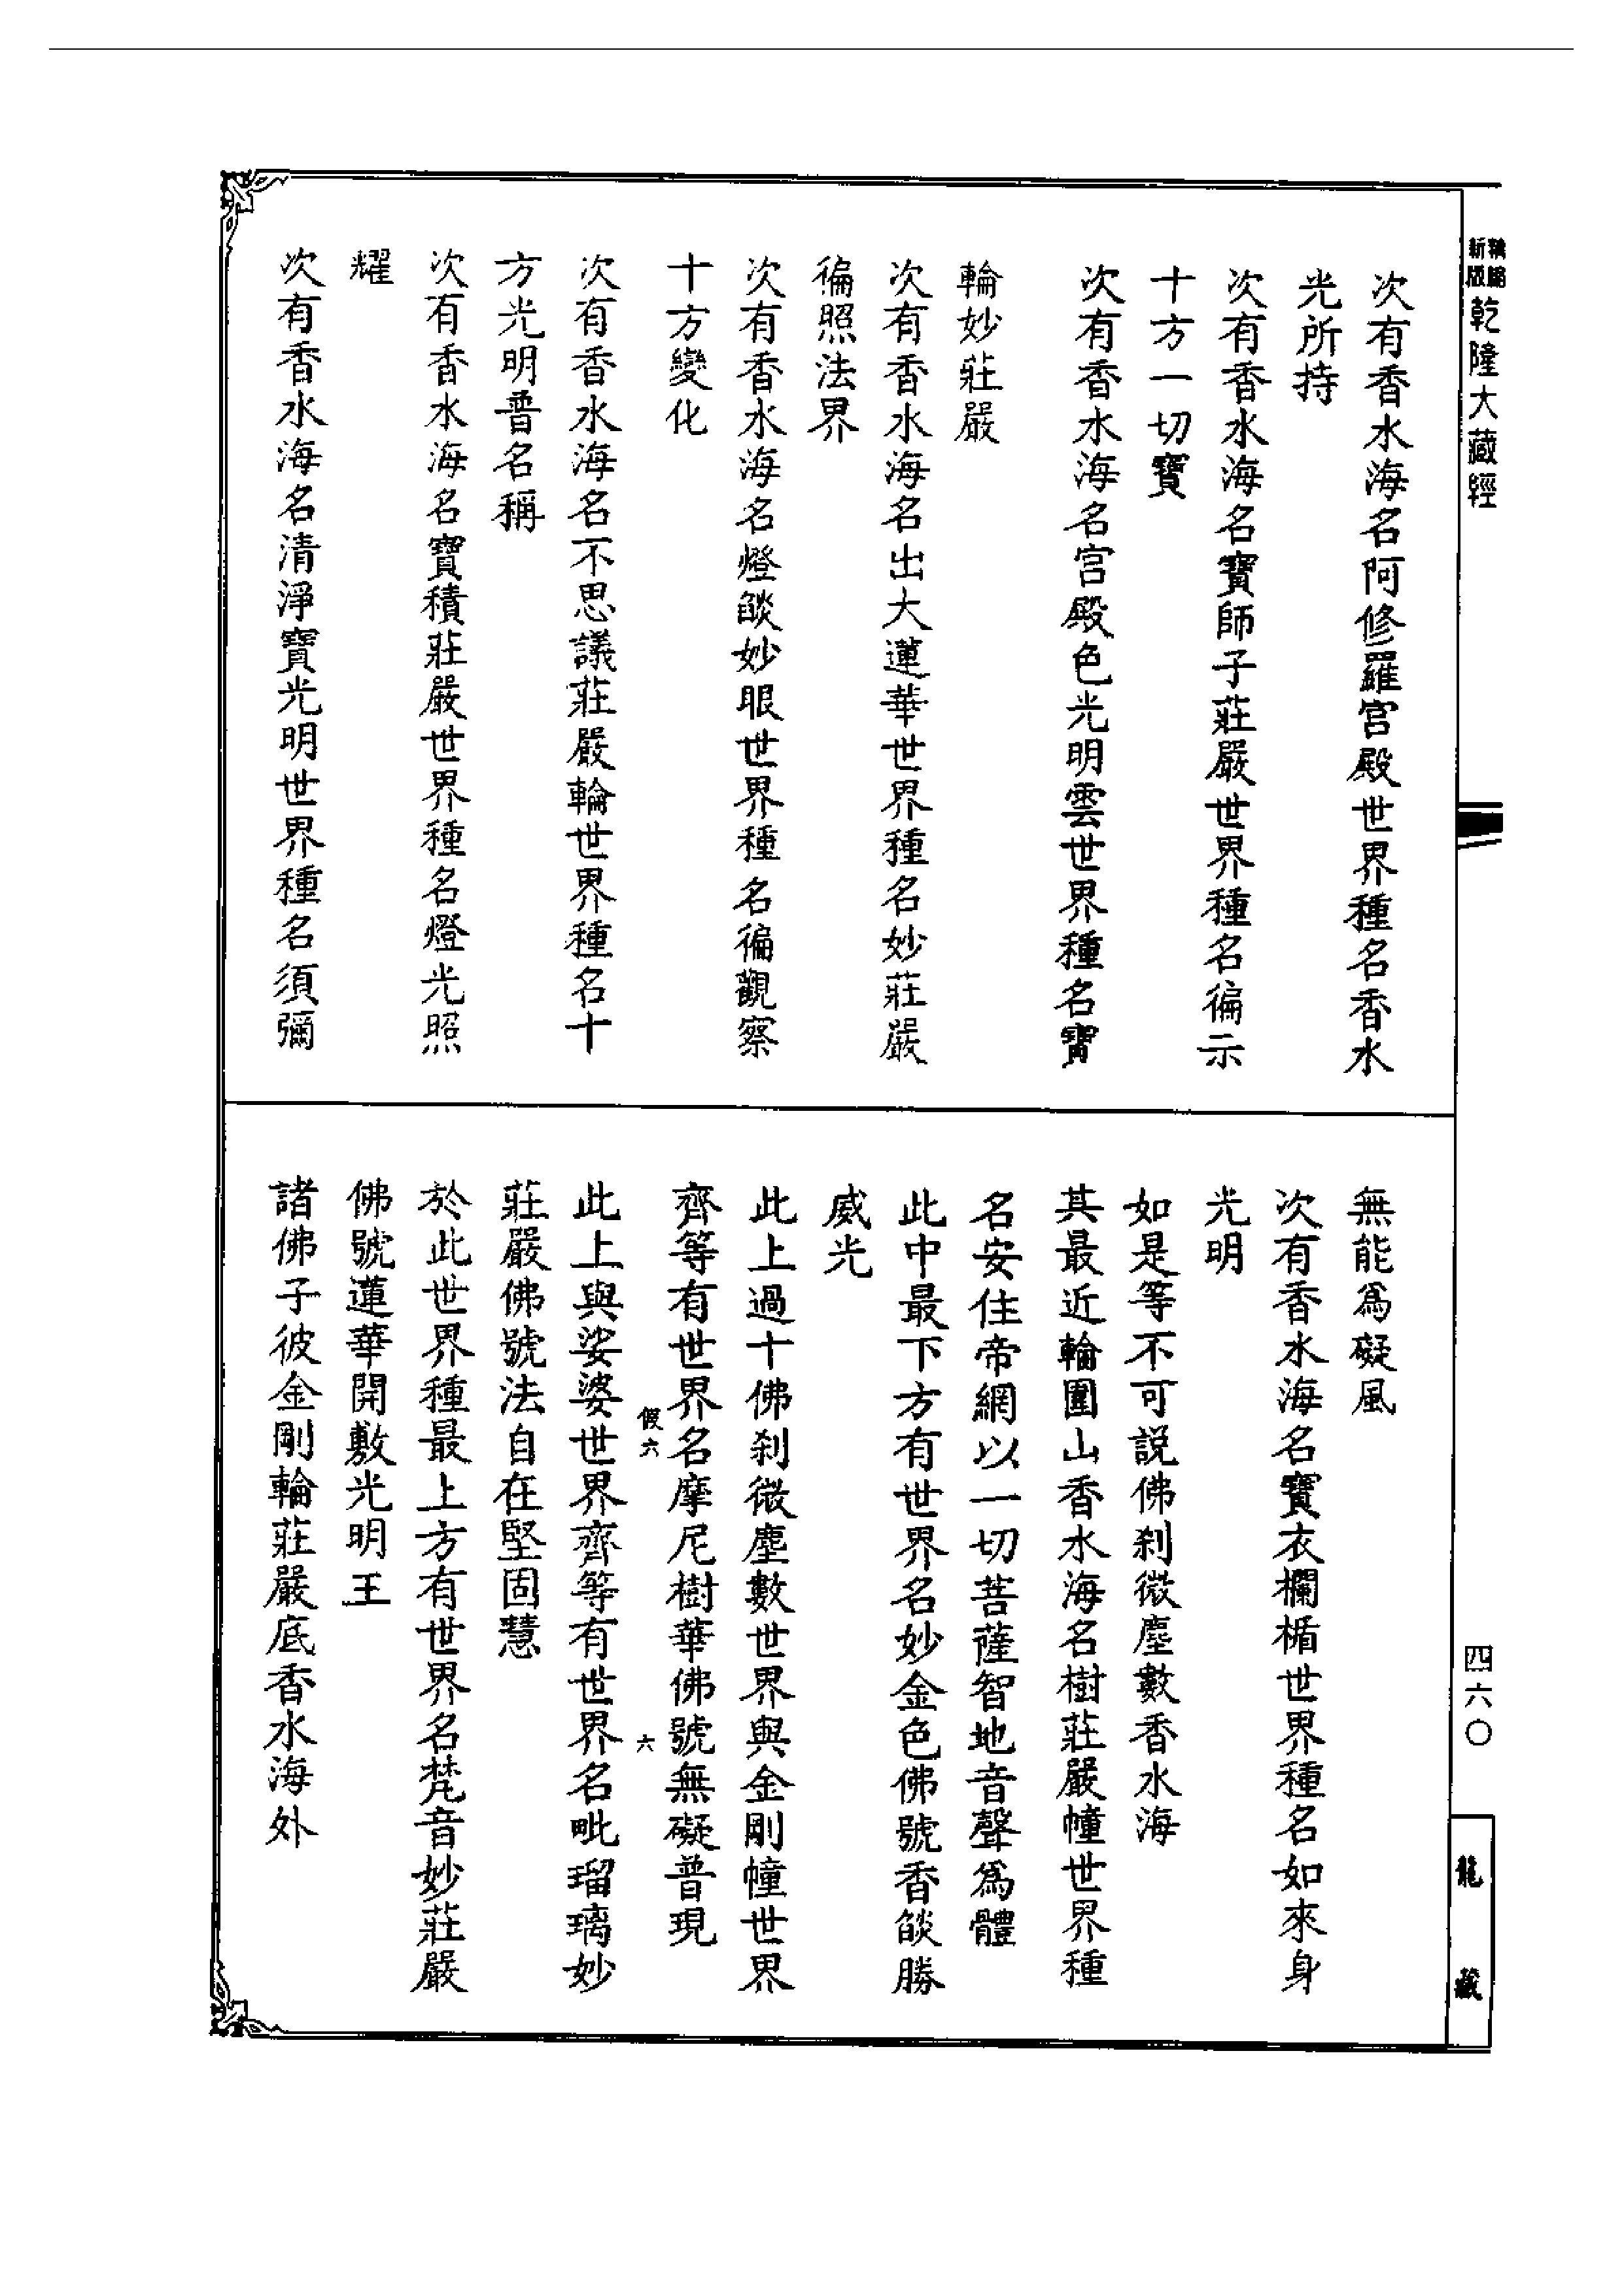 新版
乾隆大藏經
次有香水海名阿修羅宮殿世界種名香水
光所持
次有香水海名寶師子莊嚴世界種名徧示
十方一切寶
次有香水海名宮殿色光明雲世界種名寶
輪妙莊嚴
次有香水海名出大蓮華世界種名妙莊嚴
徧照法界
次有香水海名燈燄妙眼世界種名徧觀察
十方變化
次有香水海名不思議莊嚴輪世界種名十
方光明普名稱
次有香水海名寶積莊嚴世界種名燈光照
耀
次有香水海名清淨寶光明世界種名須彌
無能為礙風
次有香水海名寶衣欄楯世界種名如來身
光明
如是等不可說佛剎微塵數香水海
其最近輪圍山香水海名樹莊嚴幢世界種
名安住帝網以一切菩薩智地音聲為體
此中最下方有世界名妙金色佛號香燄勝
威光
此上過十佛剎微塵數世界與金剛幢世界
齊等有世界名摩尼樹華佛號無礙普現
假六
六
此上與娑婆世界齊等有世界名毗瑠璃妙
莊嚴佛號法自在堅固慧
於此世界種最上方有世界名梵音妙莊嚴
佛號蓮華開敷光明王
諸佛子彼金剛輪莊嚴底香水海外
四六〇
龍藏